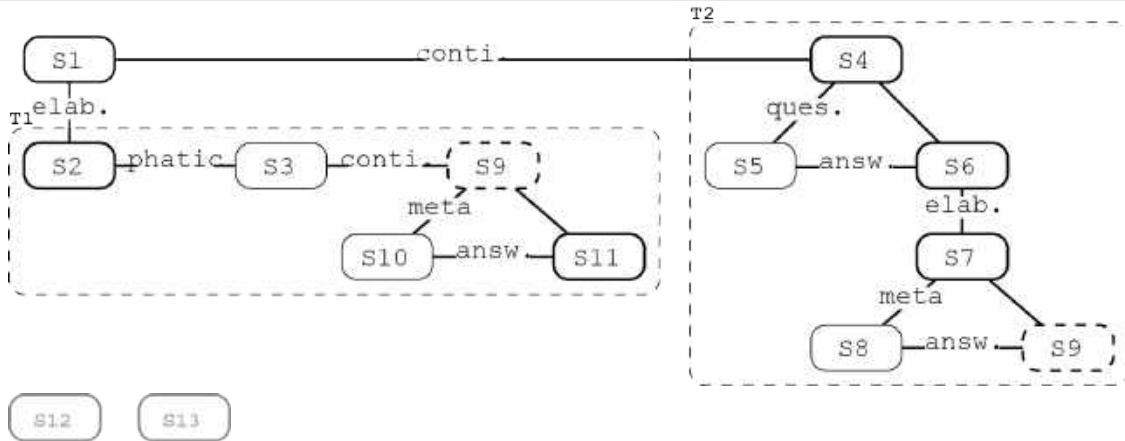 T2
S1 conti. S4
elab. ques.
T1
S2 phatic S3 conti. S9 S5 answ. S6
meta elab.
S10 answ. S11 S7
meta
S8 answ. S9
S12 S13